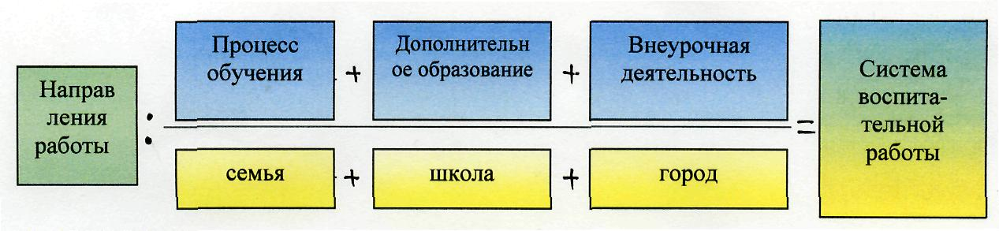 Направ
ления
работы
:
Процесс
обучения
+
Дополнительн
ое образование
+
Внеурочная
деятельность
семья
+
школа
+
город
=
Система
воспита-
тельной
работы